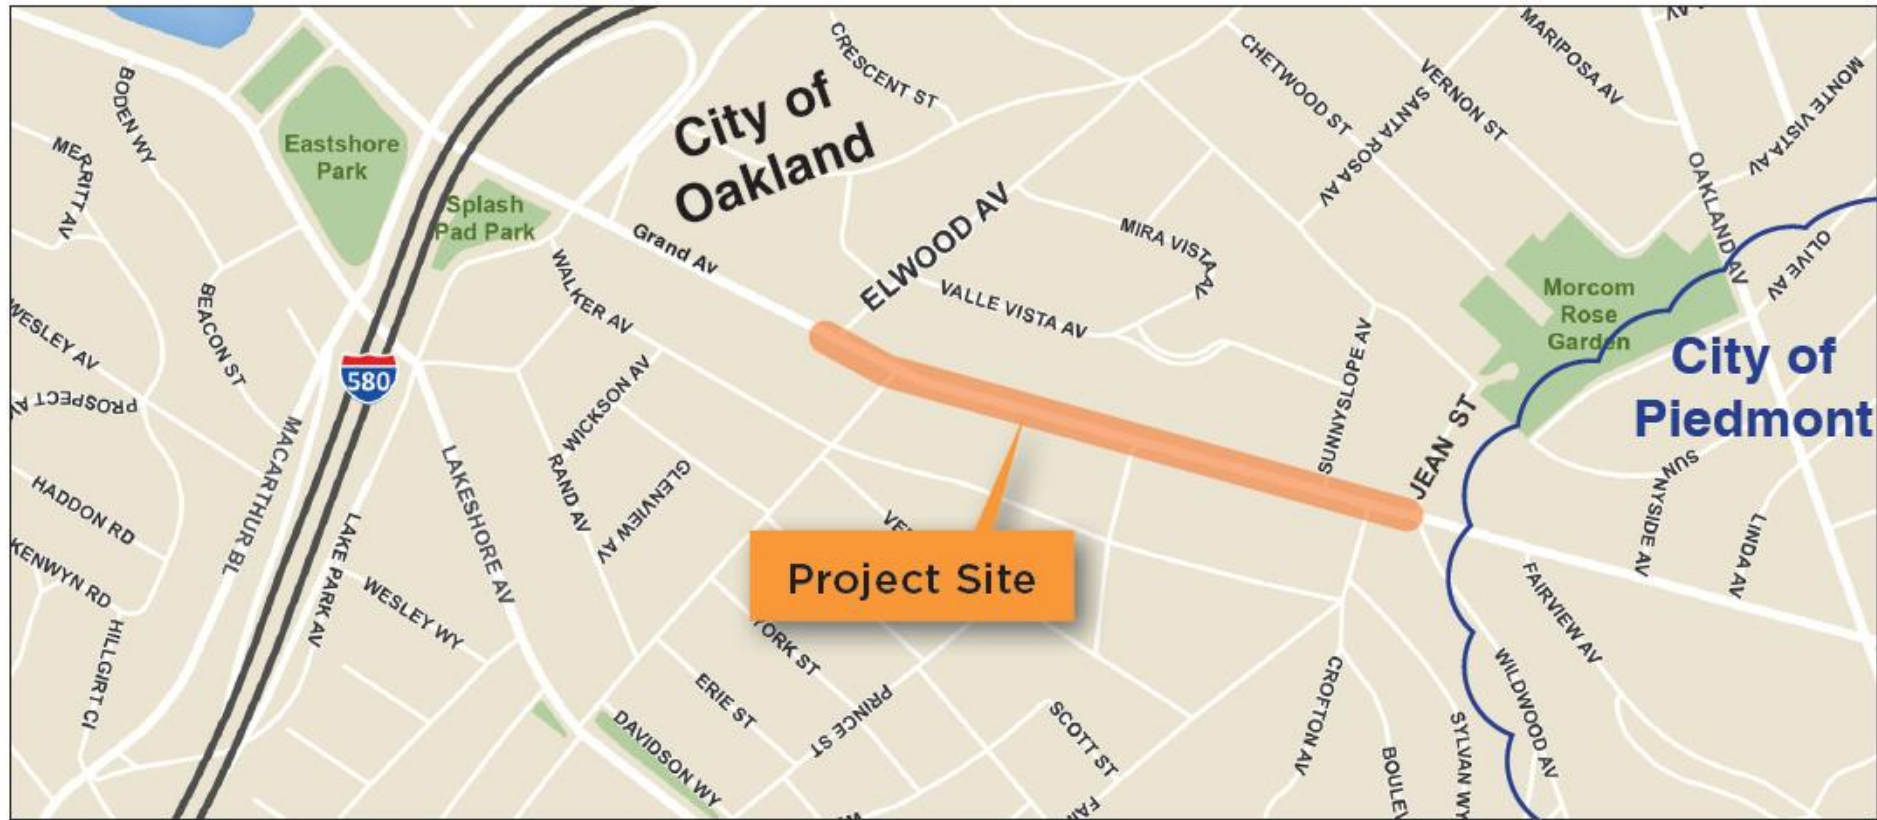 CRESCENT ST
City of
Oakland
CHETWOOD ST
SANTA ROSA AV
VERNON ST
MARIPOSA AV
AV
MONTE VISTA AV
OAKLAND AV
OLIVE AV
BODEN WY
MERRITT AV
Eastshore
Park
Splash
Pad Park
Grand Av
ELWOOD AV
MIRA VISTA AV
VALLE VISTA AV
WALKER AV
Morcom
Rose
Garden
City of
Piedmont
WESLEY AV
BEACON ST
PROSPECT AV
580
WICKSON AV
SUNNYSLOPE AV
JEAN ST
MACARTHUR BL
LAKESHORE AV
RAND AV
GLENVIEW AV
SUNNYSIDE AV
LINDA AV
HADDON RD
KENWYN RD
LAKE PARK AV
WESLEY WY
Project Site
FAIRVIEW AV
HILLGIRT CI
YORK ST
ERIE ST
PRINCE ST
DAVIDSON WY
SCOTT ST
CROFTON AV
WILDWOOD AV
SYLVAN WY